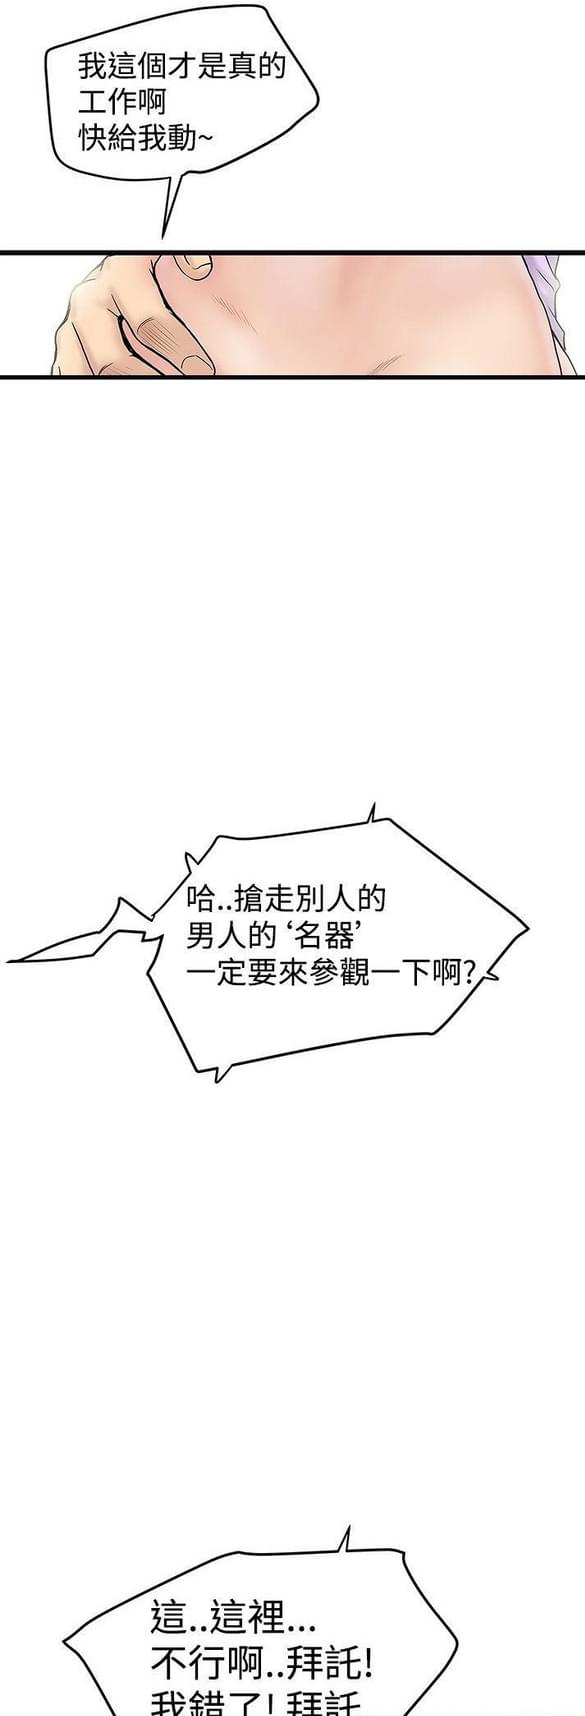 我這個才是真的
工作啊
快給我動~
哈..搶走別人的
男人的 ‘名器’
一定要來參觀一下啊?
這..這裡...
不行啊..拜託!
我錯了! 拜託